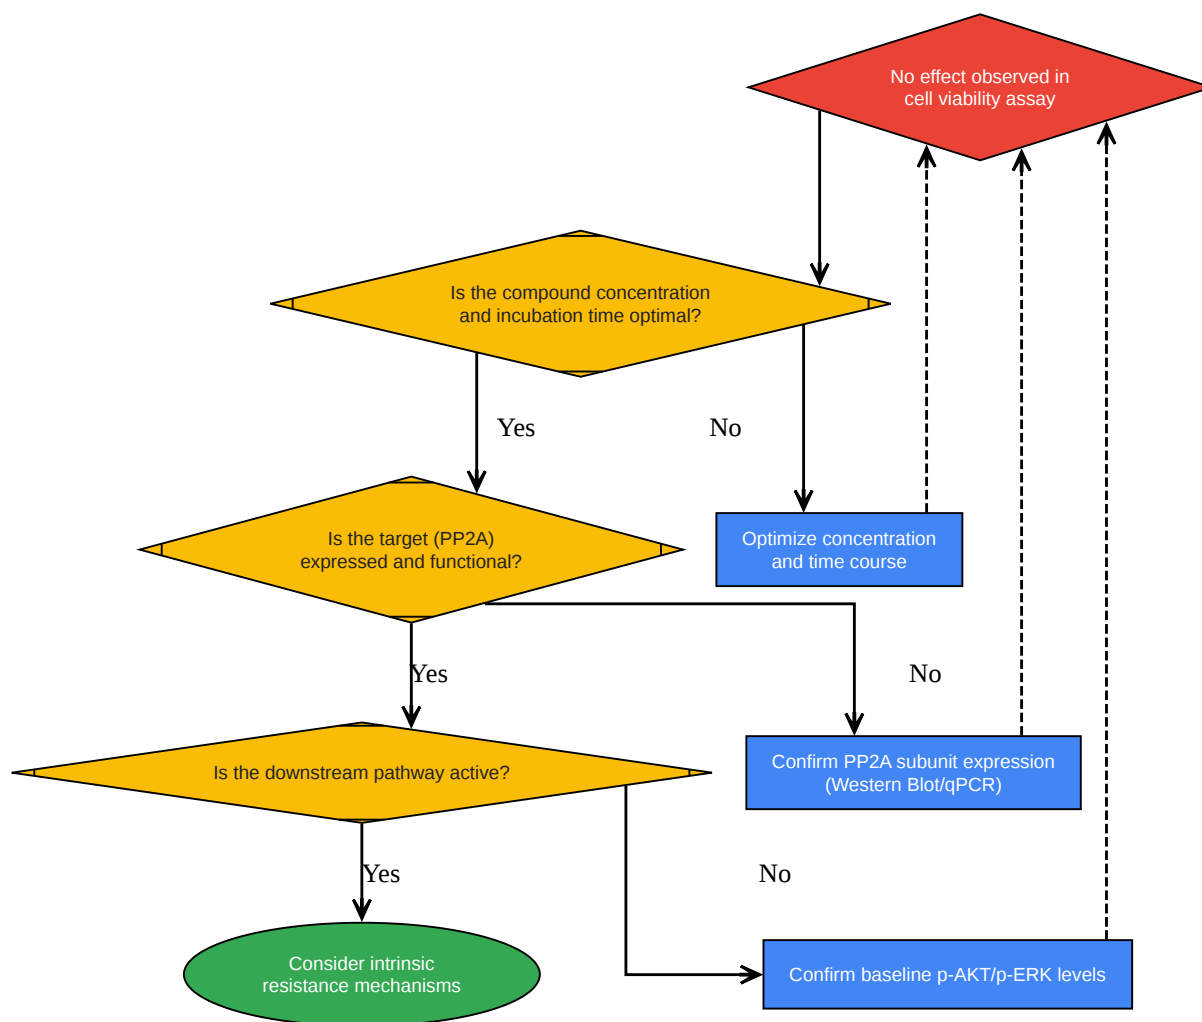 No effect observed in
cell viability assay
Is the compound concentration
and incubation time optimal?
Yes
No
Is the target (PP2A)
expressed and functional?
Optimize concentration
and time course
Yes
No
Is the downstream pathway active?
Confirm PP2A subunit expression
(Western Blot/qPCR)
Yes
No
Consider intrinsic
resistance mechanisms
Confirm baseline p-AKT/p-ERK levels